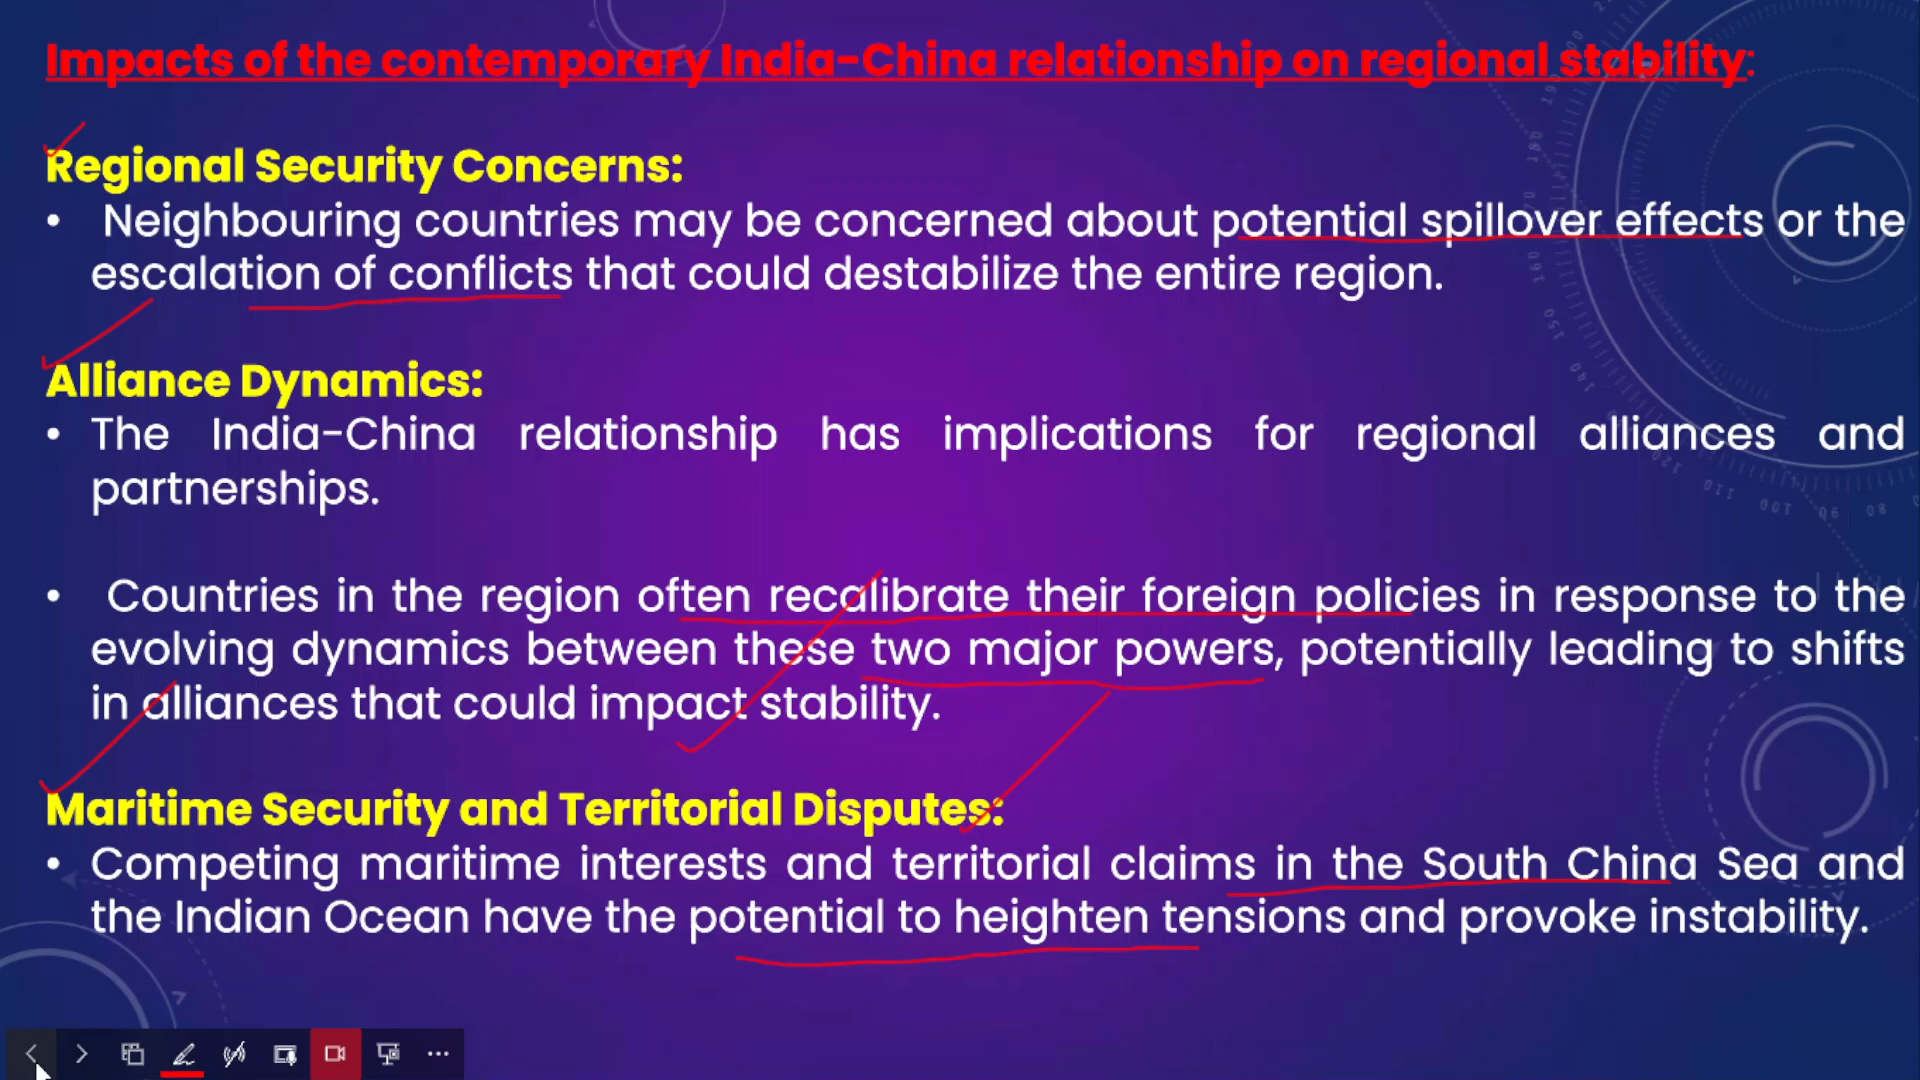 Impacts of the contemporary India-China relationship on regional stability:
Regional Security Concerns:
• Neighbouring countries may be concerned about potential spillover effects or the
escalation of conflicts that could destabilize the entire region.
Alliance Dynamics:
• The India-China relationship has implications for regional alliances and
partnerships.
• Countries in the region often recalibrate their foreign policies in response to the
evolving dynamics between these two major powers, potentially leading to shifts
in alliances that could impact stability.
Maritime Security and Territorial Disputes:
• Competing maritime interests and territorial claims in the South China Sea and
the Indian Ocean have the potential to heighten tensions and provoke instability.